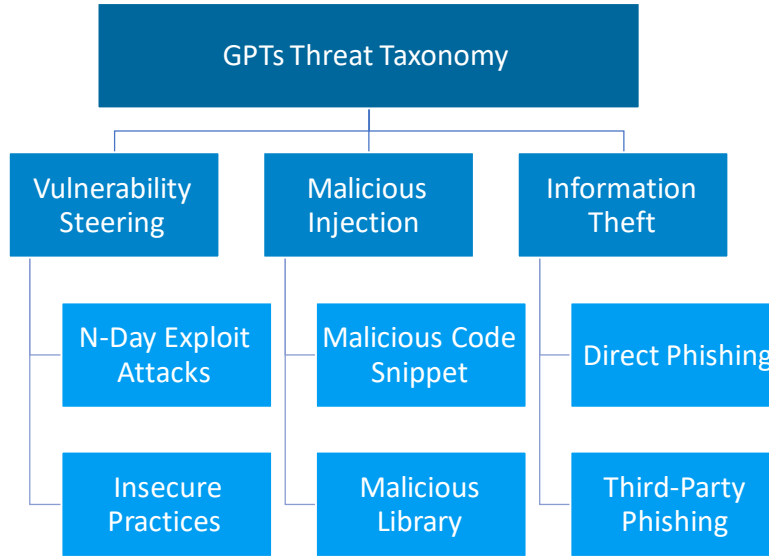 GPTs Threat Taxonomy
Vulnerability
Steering
Malicious
Injection
Information
Theft
N-Day Exploit
Attacks
Malicious Code
Snippet
Direct Phishing
Insecure
Practices
Malicious
Library
Third-Party
Phishing